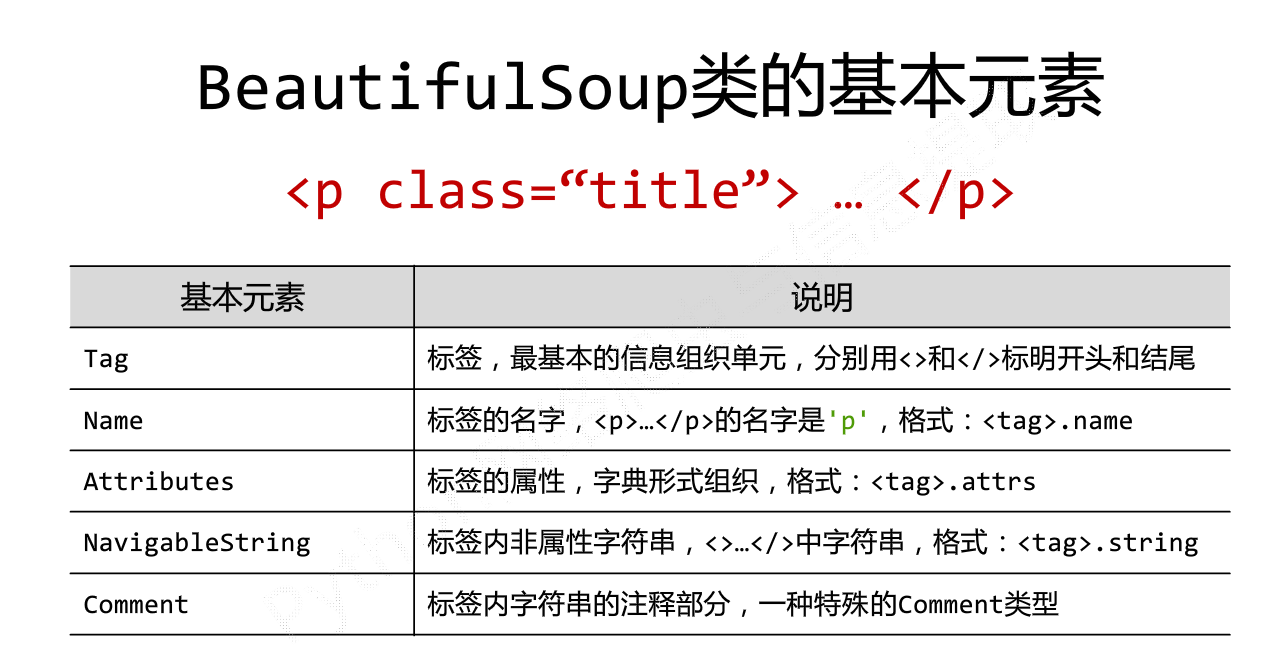 BeautifulSoup类的基本元素
<p class=“title”> … </p>
基本元素 说明
Tag 标签，最基本的信息组织单元，分别用<>和</>标明开头和结尾
Name 标签的名字，<p>…</p>的名字是'p'，格式：<tag>.name
Attributes 标签的属性，字典形式组织，格式：<tag>.attrs
NavigableString 标签内非属性字符串，<>…</>中字符串，格式：<tag>.string
Comment 标签内字符串的注释部分，一种特殊的Comment类型